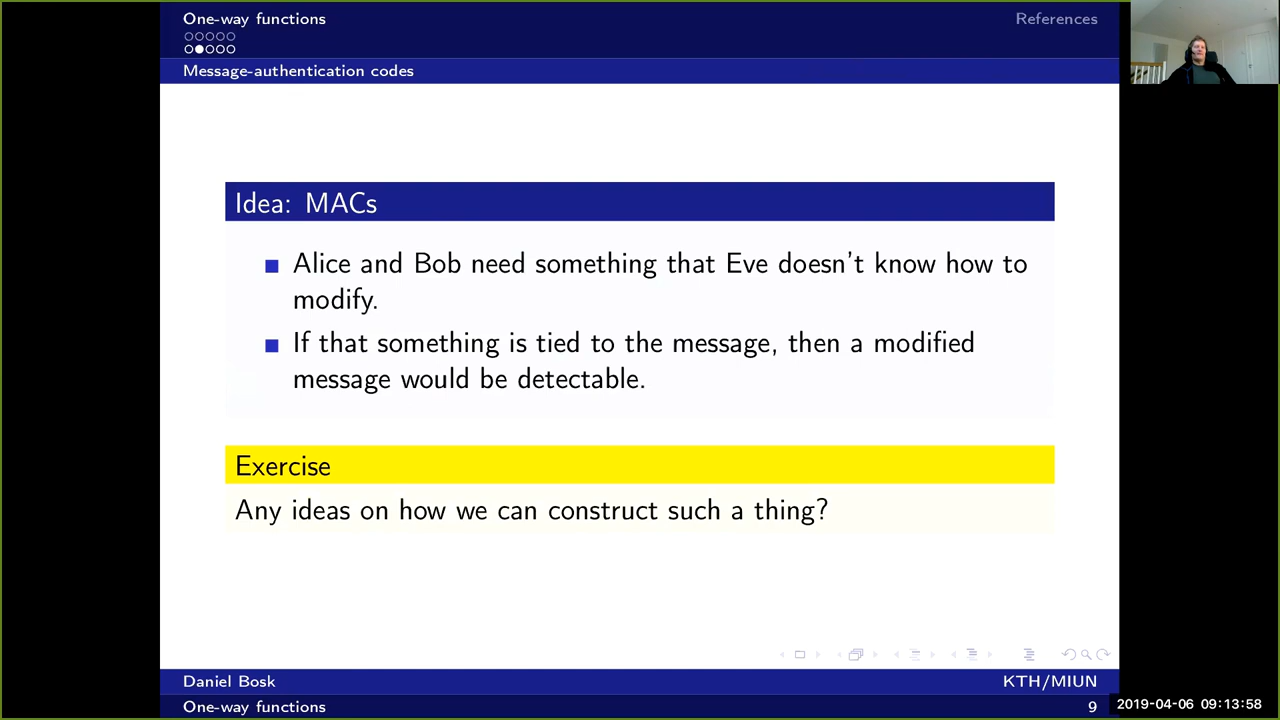 One-way functions
References
Message-authentication codes
Idea: MACs
Alice and Bob need something that Eve doesn't know how to
modify.
If that something is tied to the message, then a modified
message would be detectable.
Exercise
Any ideas on how we can construct such a thing?
Daniel Bosk
KTH/MIUN
One-way functions
9
2019-04-06 09:13:58